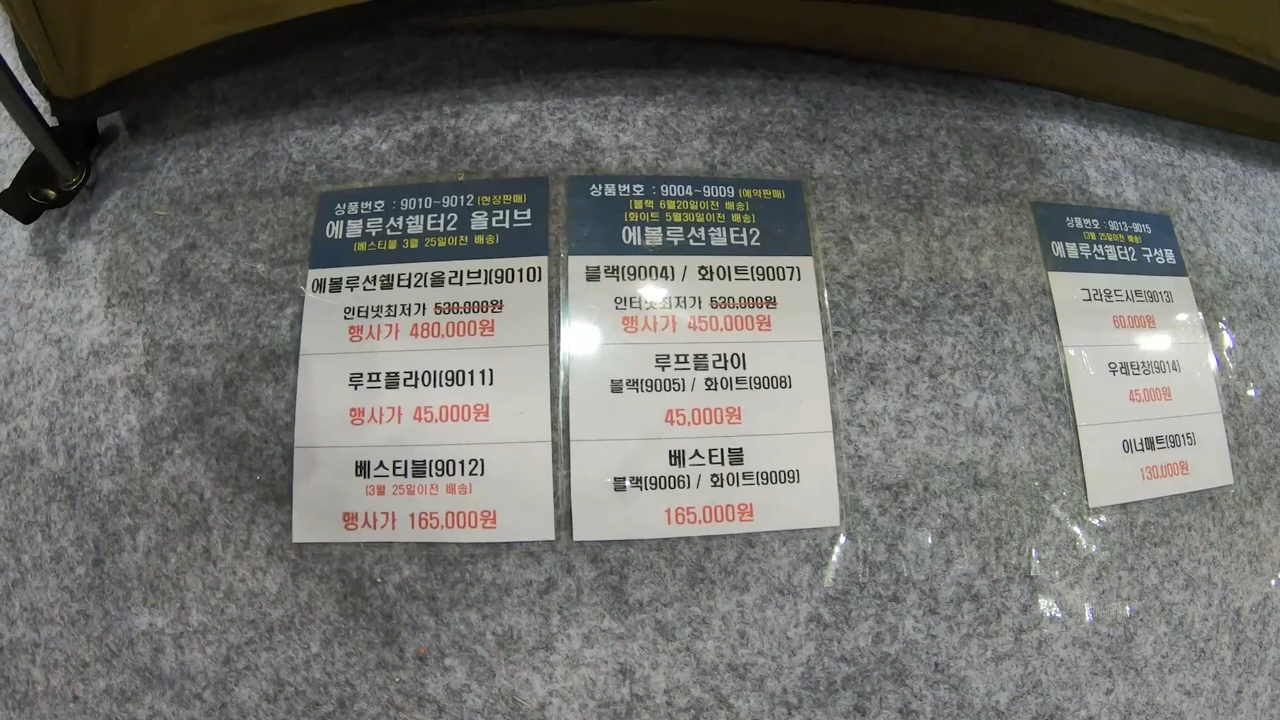 상품번호 : 9010~9012 (현장판매)
에볼루션쉘터2 올리브
(베스티블 3월 25일이전 배송)
에볼루션쉘터2(올리브)(9010)
인터넷최저가 530,000원
행사가 480,000원
루프플라이(9011)
행사가 45,000원
베스티블(9012)
(3월 25일이전 배송)
행사가 165,000원
상품번호 : 9004~9009 (예약판매)
(블랙 6월20일이전 배송)
(화이트 5월30일이전 배송)
에볼루션쉘터2
블랙(9004) / 화이트(9007)
인터넷최저가 530,000원
행사가 450,000원
루프플라이
블랙(9005) / 화이트(9008)
45,000원
베스티블
블랙(9006) / 화이트(9009)
165,000원
상품번호 : 9013~9015
(3월 25일이전 배송)
에볼루션쉘터2 구성품
그라운드시트(9013)
60,000원
우레탄창(9014)
45,000원
이너매트(9015)
130,000원